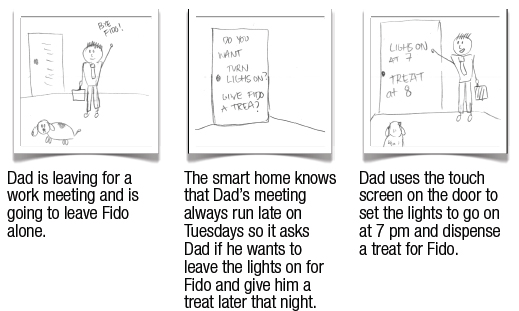 BYE
FIDO!
DO YOU
WANT
TURN
LIGHS ON?
GIVE FIDO
A TREA?
LIGHS ON
at 7
TREAT
at 8
Dad is leaving for a
work meeting and is
going to leave Fido
alone.
The smart home knows
that Dad's meeting
always run late on
Tuesdays so it asks
Dad if he wants to
leave the lights on for
Fido and give him a
treat later that night.
Dad uses the touch
screen on the door to
set the lights to go on
at 7 pm and dispense
a treat for Fido.